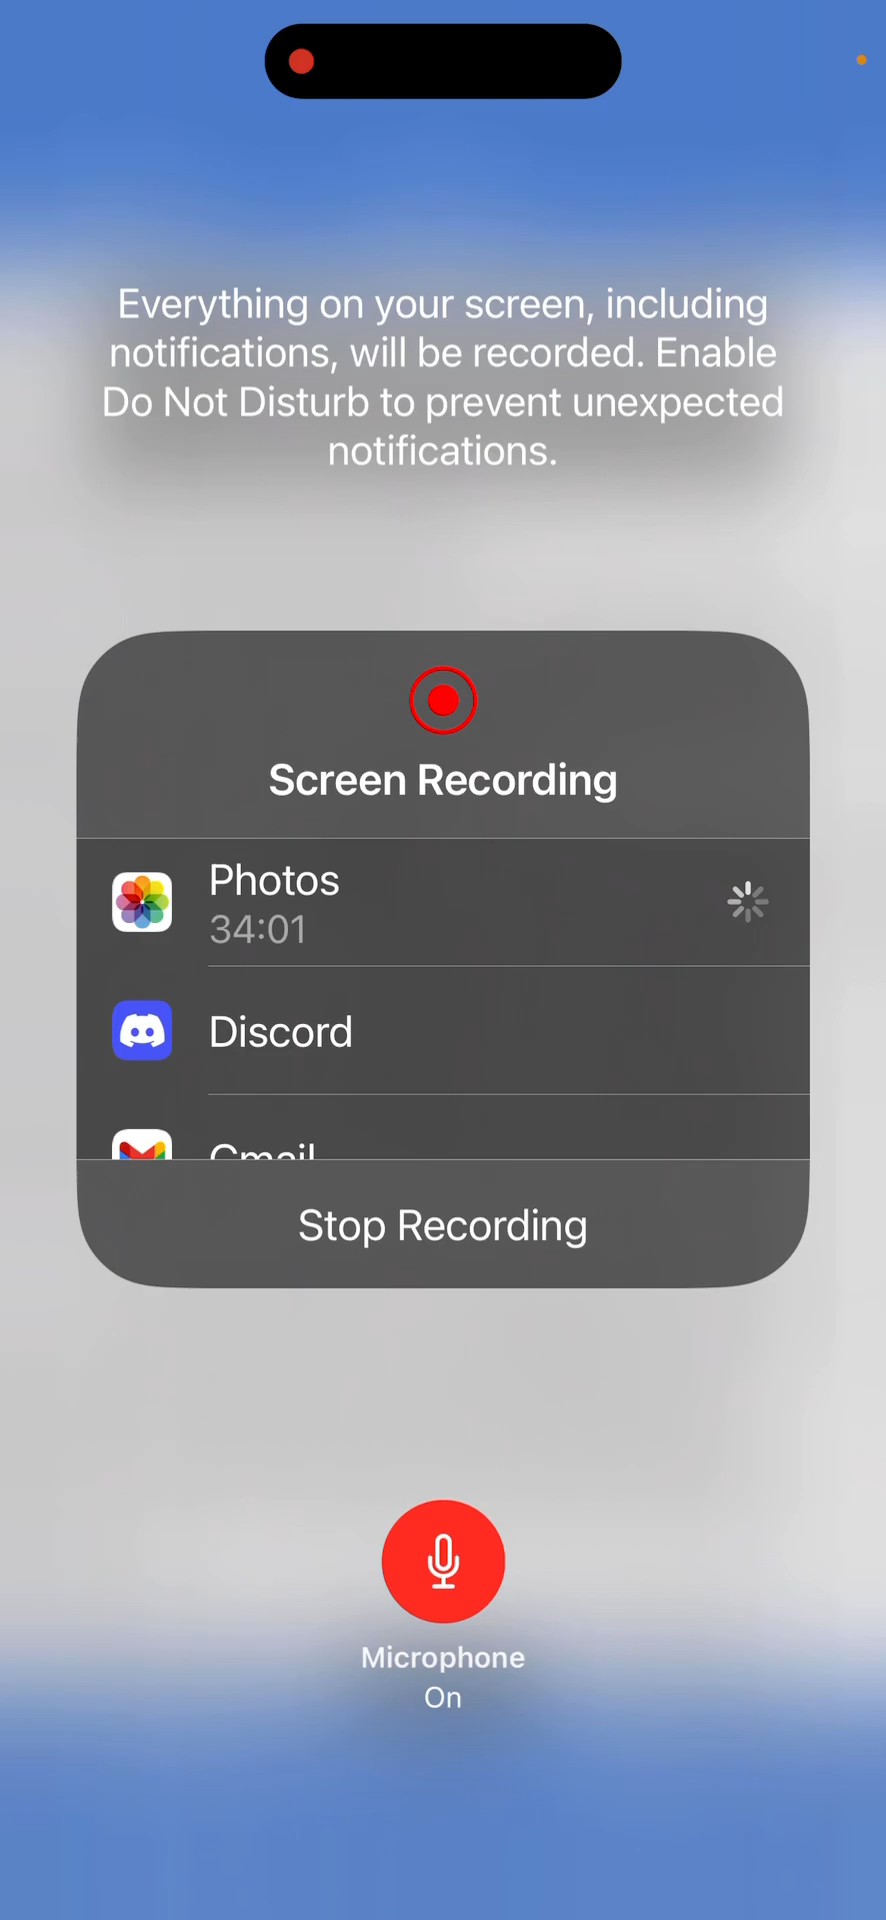 Everything on your screen, including
notifications, will be recorded. Enable
Do Not Disturb to prevent unexpected
notifications.
Screen Recording
Photos
34:01
Discord
Gmail
Stop Recording
Microphone
On